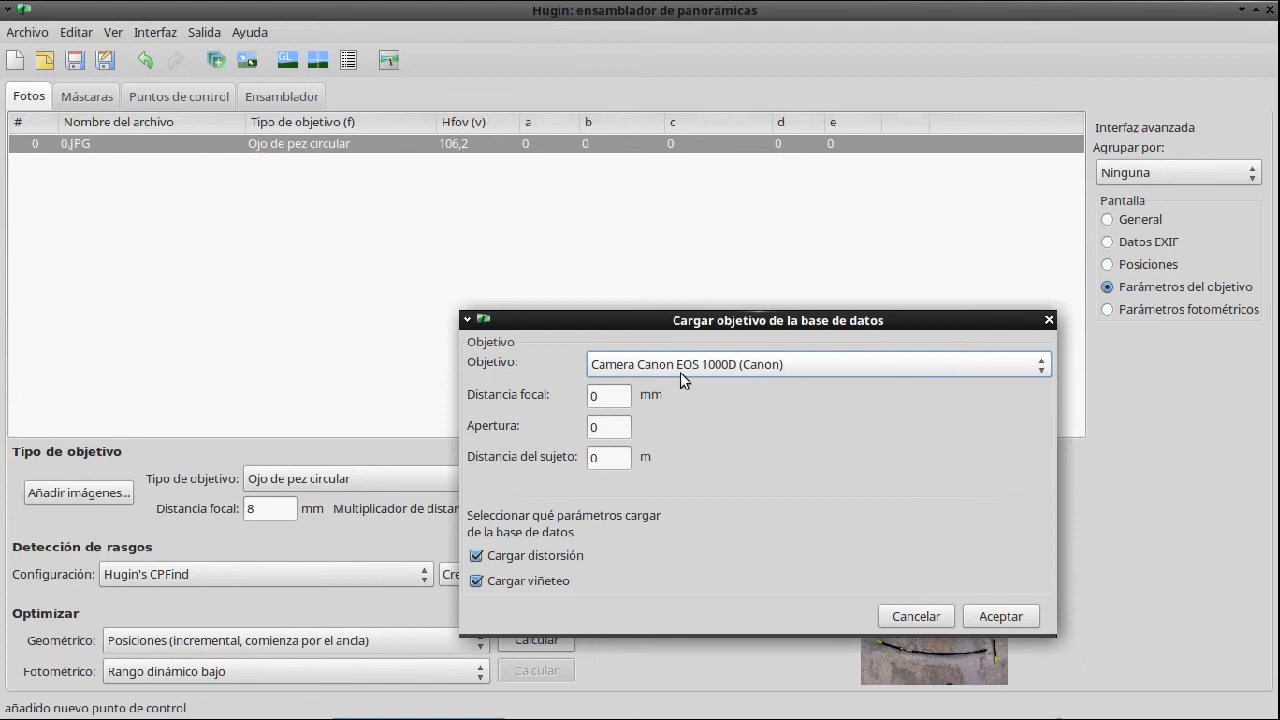 Hugin: ensamblador de panorámicas
Archivo Editar Ver Interfaz Salida Ayuda
GL
Fotos Máscaras Puntos de control Ensamblador
# Nombre del archivo Tipo de objetivo (f) Hfov (v) a b c d e
0 0.JPG Ojo de pez circular 106,2 0 0 0 0 0
Interfaz avanzada
Agrupar por:
Ninguna
Pantalla
General
Datos EXIF
Posiciones
Parámetros del objetivo
Parámetros fotométricos
Cargar objetivo de la base de datos
Objetivo
Objetivo: Camera Canon EOS 1000D (Canon)
Distancia focal: 0 mm
Apertura: 0
Distancia del sujeto: 0 m
Seleccionar qué parámetros cargar
de la base de datos
Cargar distorsión
Cargar viñeteo
Cancelar Aceptar
Tipo de objetivo
Añadir imágenes... Tipo de objetivo: Ojo de pez circular
Distancia focal: 8 mm Multiplicador de distan
Detección de rasgos
Configuración: Hugin's CPFind Cre
Optimizar
Geométrico: Posiciones (incremental, comienza por el ancla) Calcular
Fotométrico: Rango dinámico bajo Calcular
añadido nuevo punto de control